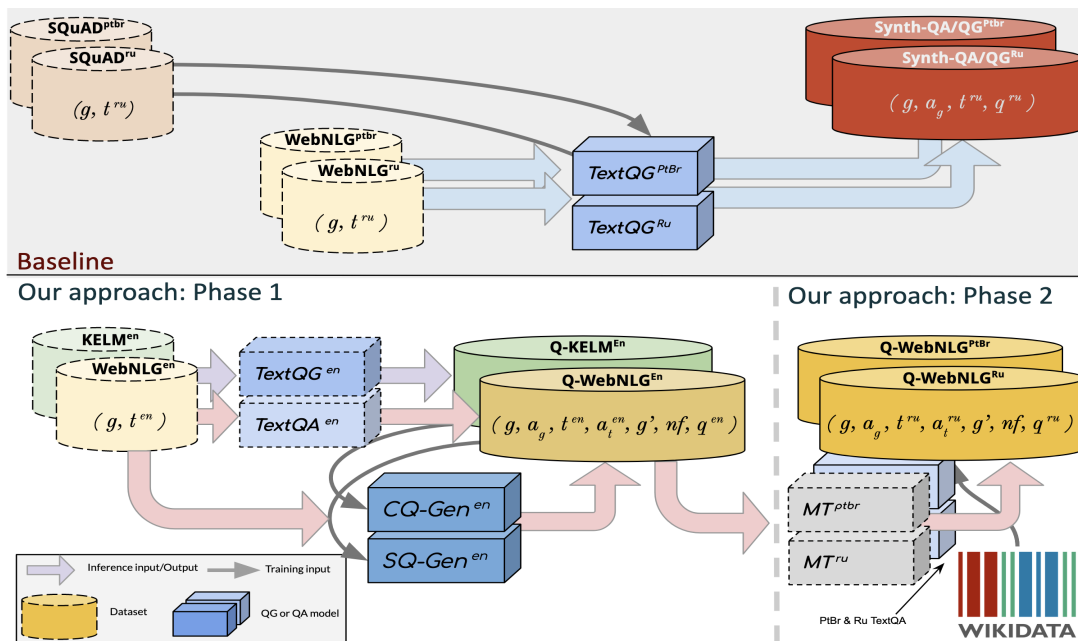 SQuAD^ptbr
SQuAD^ru
(g, t^ru)
WebNLG^ptbr
WebNLG^ru
( g, t^ru )
TextQG^PtBr
TextQG^Ru
Synth-QA/QG^Ptbr
Synth-QA/QG^Ru
( g, a_g, t^ru, q^ru )
Baseline
Our approach: Phase 1
KELM^en
WebNLG^en
( g, t^en )
TextQG^en
TextQA^en
Q-KELM^En
Q-WebNLG^En
( g, a_g, t^en, a_t^en, g', nf, q^en )
CQ-Gen^en
SQ-Gen^en
Inference input/Output
Training input
Dataset
QG or QA model
Our approach: Phase 2
Q-WebNLG^PtBr
Q-WebNLG^Ru
( g, a_g, t^ru, a_t^ru, g', nf, q^ru )
MT^ptbr
MT^ru
PtBr & Ru TextQA
WIKIDATA